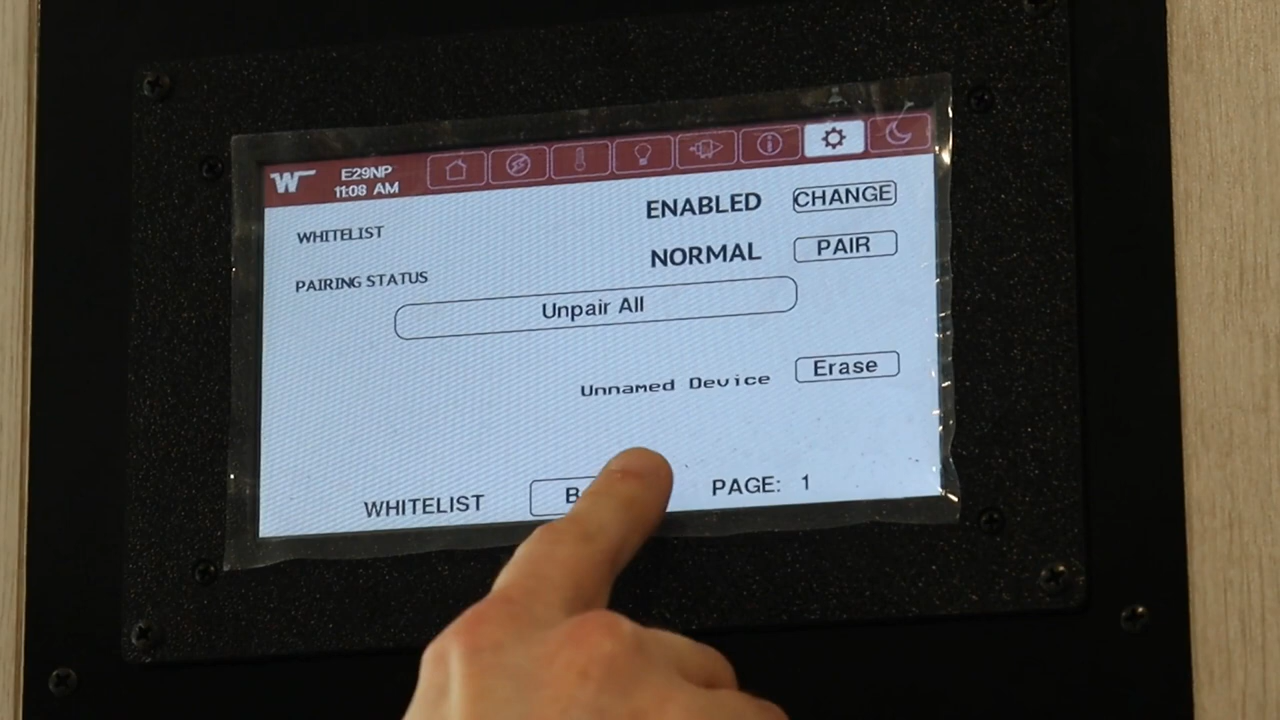 W E29NP
11:08 AM
WHITELIST ENABLED CHANGE
PAIRING STATUS NORMAL PAIR
Unpair All
Unnamed Device Erase
WHITELIST PAGE: 1